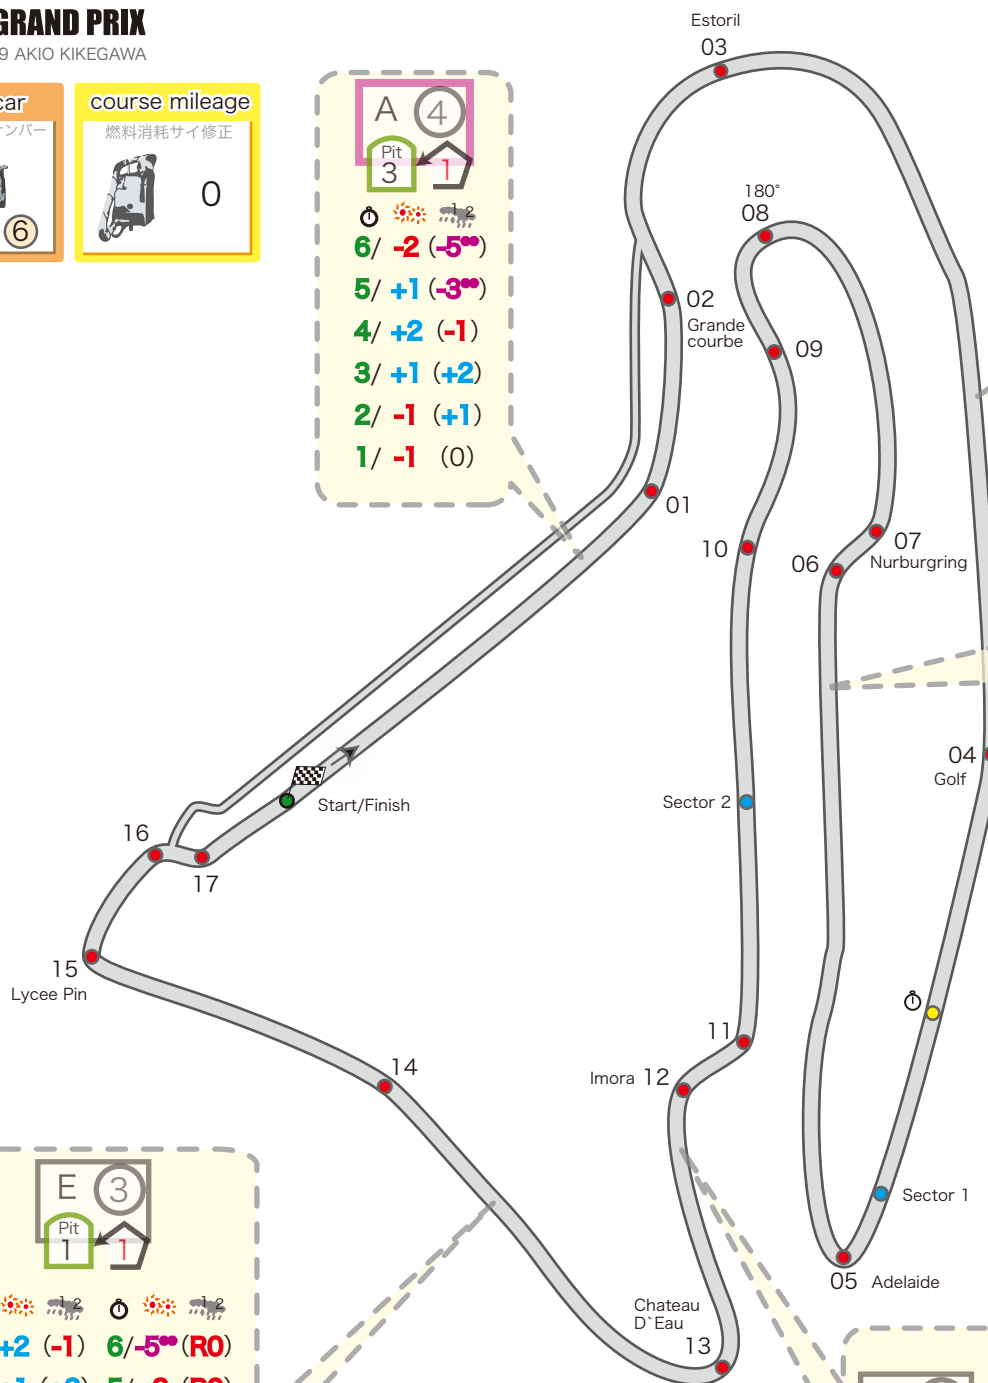 GRAND PRIX
9 AKIO KIKEGAWA
car
ンバー
6
course mileage
燃料消耗サイ修正
0
A 4
Pit
3 1
1 2
6/ -2 (-5●●)
5/ +1 (-3●●)
4/ +2 (-1)
3/ +1 (+2)
2/ -1 (+1)
1/ -1 (0)
Estoril
03
180°
08
02
Grande
courbe
09
01
10
07
06
Nurburgring
04
Golf
Sector 2
Start/Finish
16
17
15
Lycee Pin
14
11
Imora 12
Sector 1
05 Adelaide
Chateau
D`Eau
13
E 3
Pit
1 1
1 2 1 2
+2 (-1) 6/-5●● (R0)